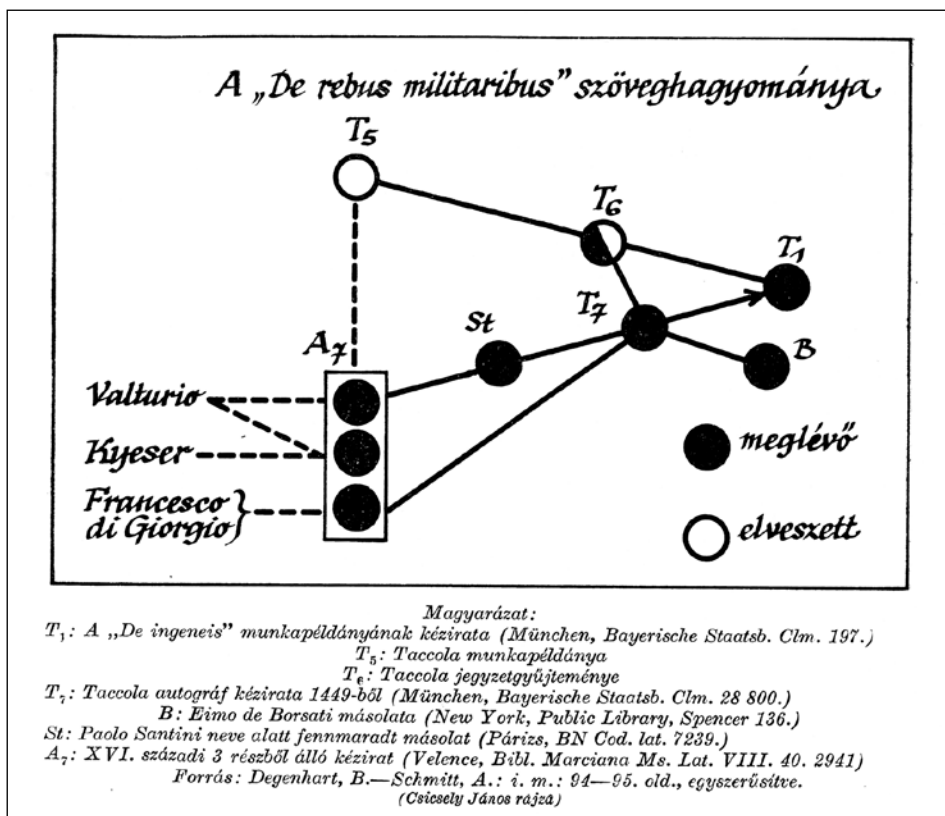 A „De rebus militaribus” szöveghagyománya
T5
T6
T1
T7
St
A7
B
Valturio
Kyeser
Francesco
di Giorgio
meglévő
elveszett
Magyarázat:
T1: A „De ingeneis” munkapéldányának kézirata (München, Bayerische Staatsb. Clm. 197.)
T5: Taccola munkapéldánya
T6: Taccola jegyzetgyűjteménye
T7: Taccola autográf kézirata 1449-ből (München, Bayerische Staatsb. Clm. 28 800.)
B: Eimo de Borsati másolata (New York, Public Library, Spencer 136.)
St: Paolo Santini neve alatt fennmaradt másolat (Párizs, BN Cod. lat. 7239.)
A7: XVI. századi 3 részből álló kézirat (Velence, Bibl. Marciana Ms. Lat. VIII. 40. 2941)
Forrás: Degenhart, B.—Schmitt, A.: i. m.: 94—95. old., egyszerűsítve.
(Csicsely János rajza)